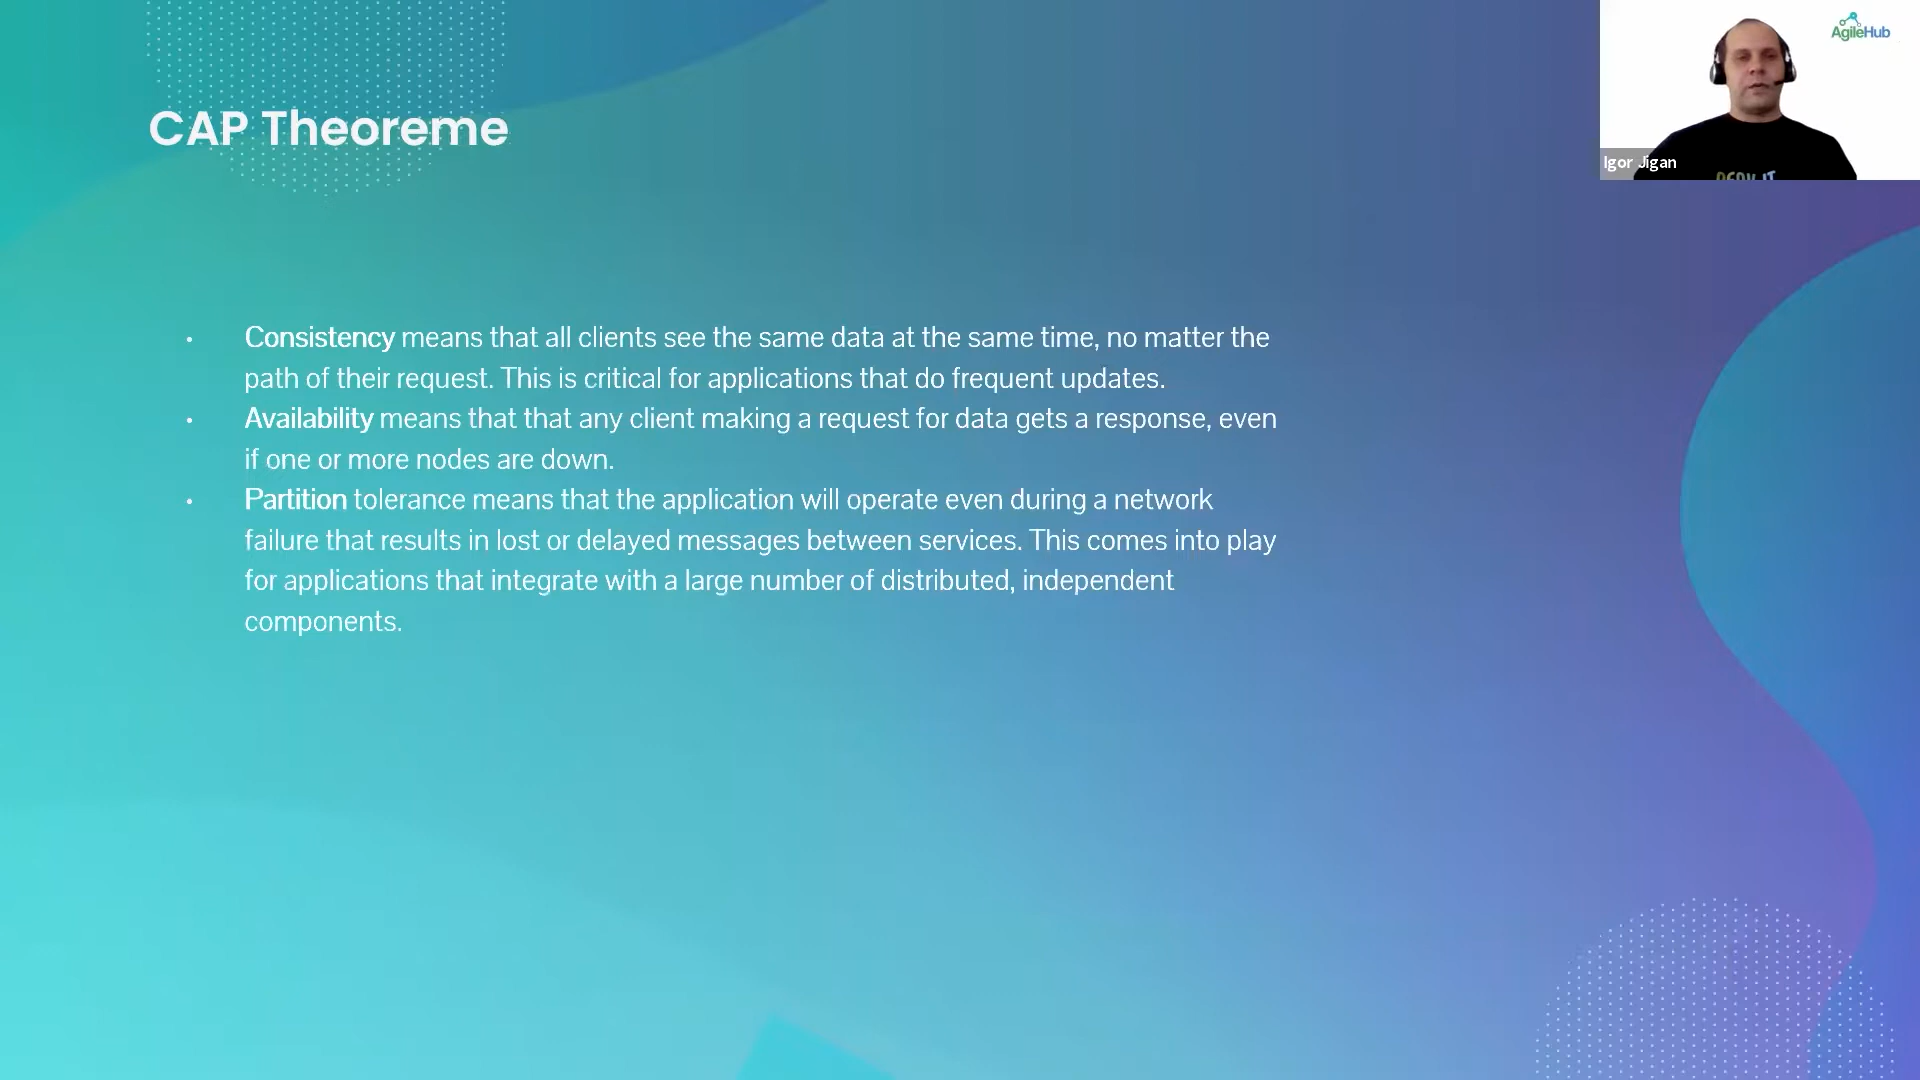 AgileHub
CAP Theoreme
Igor Jigan
• Consistency means that all clients see the same data at the same time, no matter the
path of their request. This is critical for applications that do frequent updates.
• Availability means that that any client making a request for data gets a response, even
if one or more nodes are down.
• Partition tolerance means that the application will operate even during a network
failure that results in lost or delayed messages between services. This comes into play
for applications that integrate with a large number of distributed, independent
components.